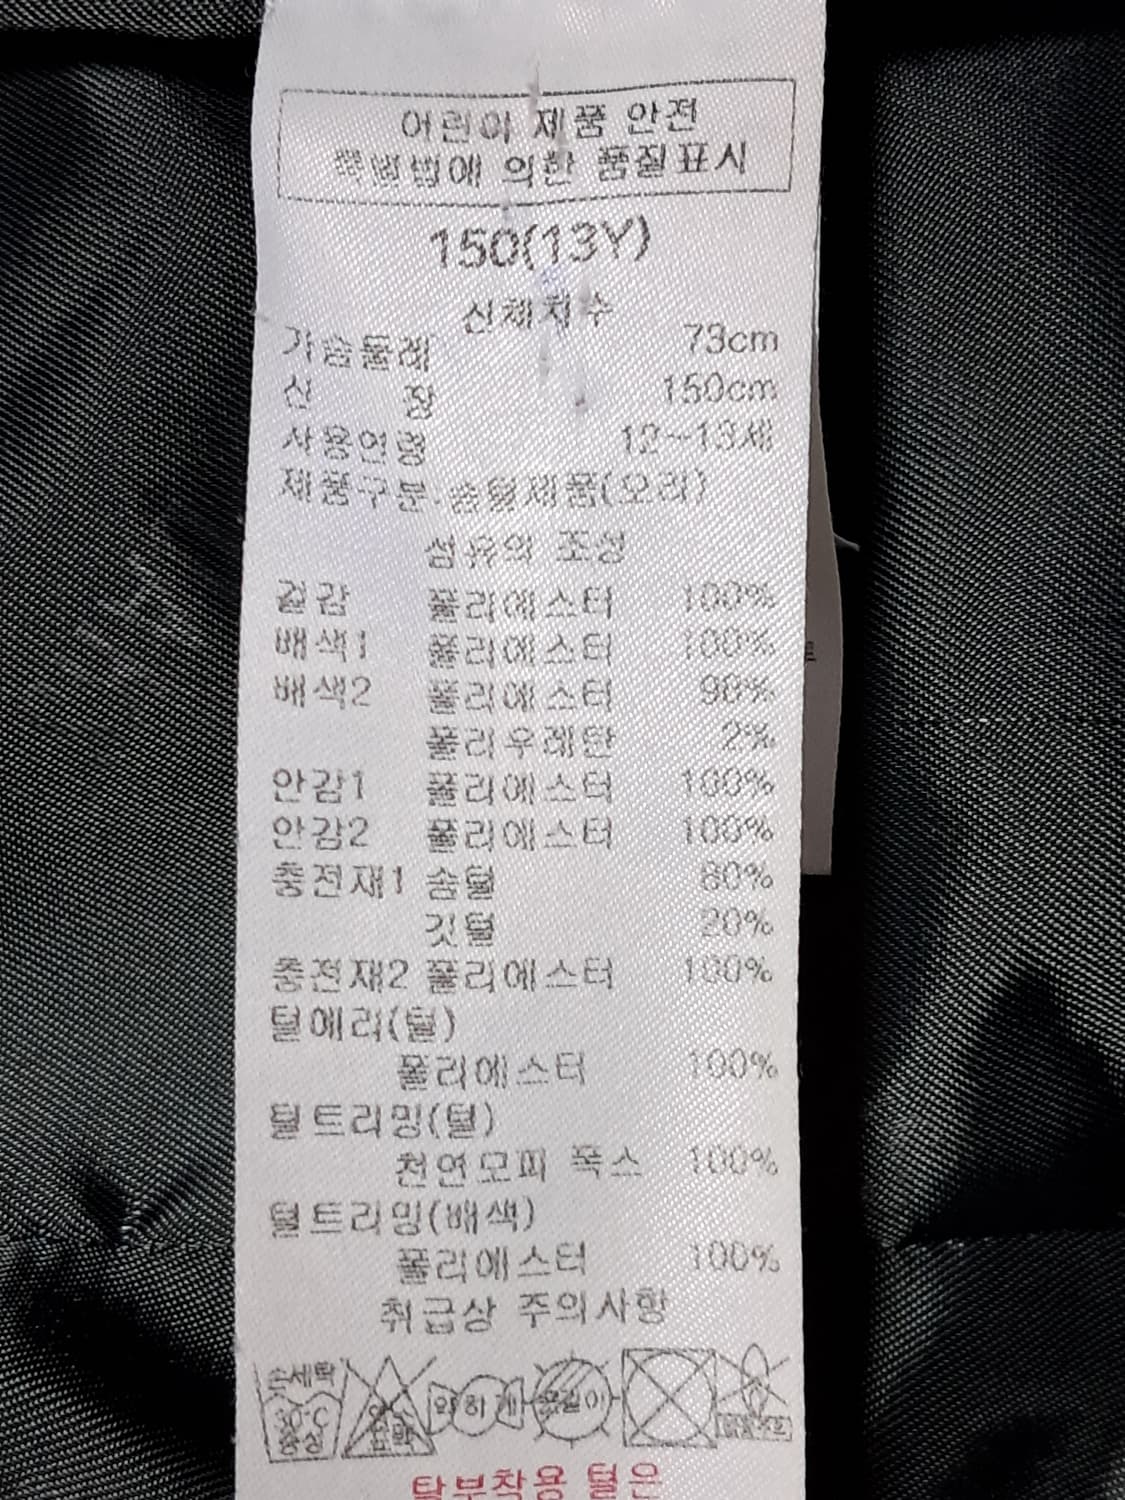 어린이 제품 안전
특별법에 의한 품질표시
150(13Y)
신체치수
가슴둘레 73cm
신 장 150cm
사용연령 12~13세
제품구분.솜털제품(오리)
섬유의 조성
겉감 폴리에스터 100%
배색1 폴리에스터 100%
배색2 폴리에스터 98%
폴리우레탄 2%
안감1 폴리에스터 100%
안감2 폴리에스터 100%
충전재1 솜털 80%
깃털 20%
충전재2 폴리에스터 100%
털에리(털)
폴리에스터 100%
털트리밍(털)
천연모피 폭스 100%
털트리밍(배색)
폴리에스터 100%
취급상 주의사항
손세탁
30°C
중성
염소
표백
약하게
탈부착용 털은